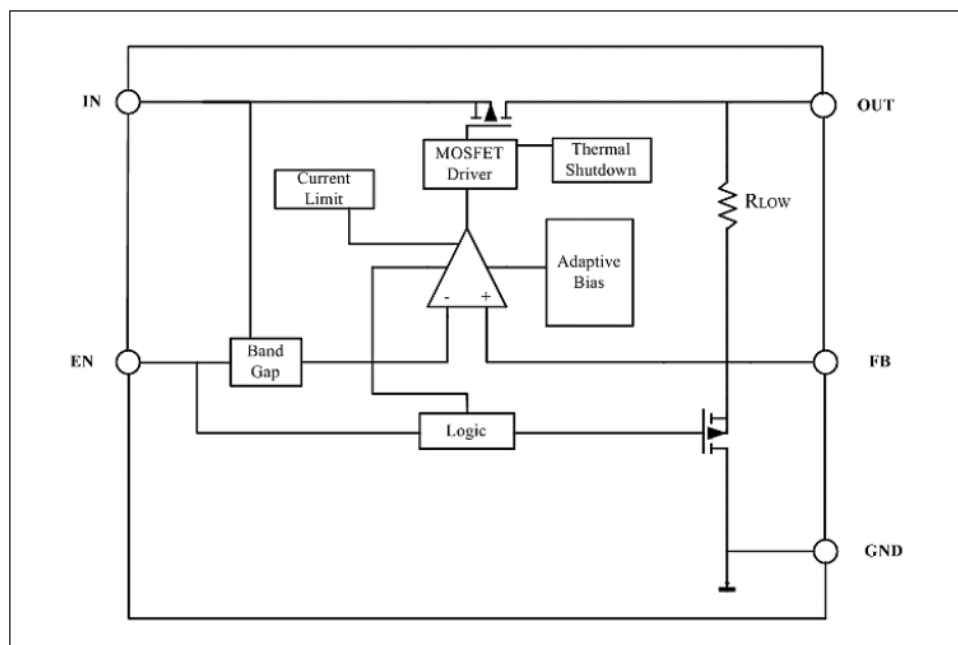 IN
OUT
MOSFET
Driver
Thermal
Shutdown
Current
Limit
RLOW
Adaptive
Bias
-
+
EN
Band
Gap
FB
Logic
GND